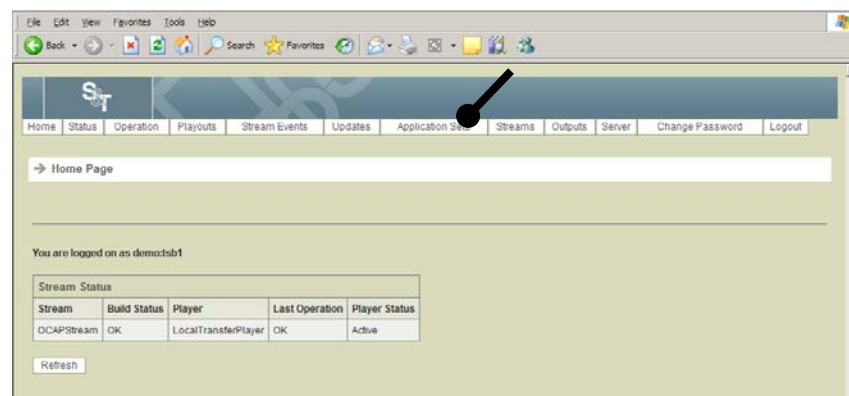 File Edit View Favorites Tools Help
Back Search Favorites
S&T
Home Status Operation Playouts Stream Events Updates Application Sets Streams Outputs Server Change Password Logout
Home Page
You are logged on as demo:tsb1
Stream Status
Stream Build Status Player Last Operation Player Status
OCAPStream OK LocalTransferPlayer OK Active
Refresh